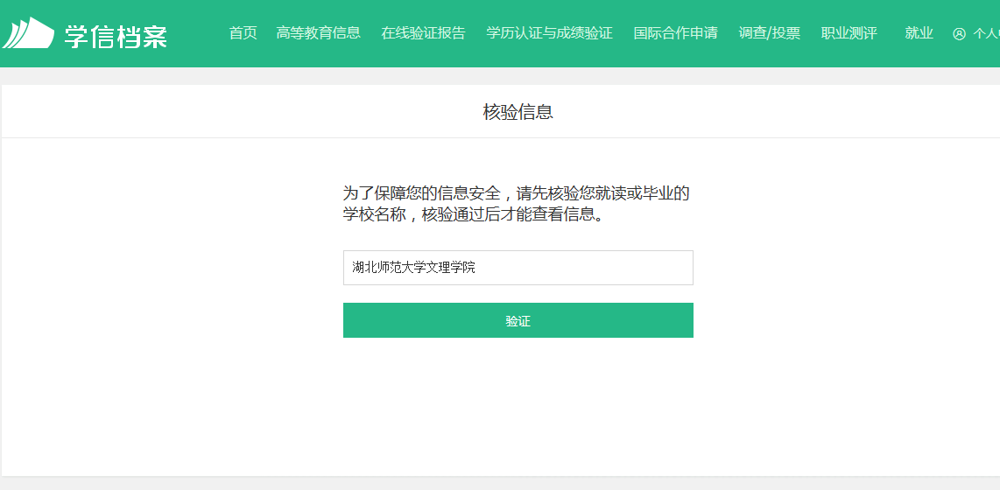 学信档案
首页 高等教育信息 在线验证报告 学历认证与成绩验证 国际合作申请 调查/投票 职业测评 就业 个人
核验信息
为了保障您的信息安全，请先核验您就读或毕业的
学校名称，核验通过后才能查看信息。
湖北师范大学文理学院
验证